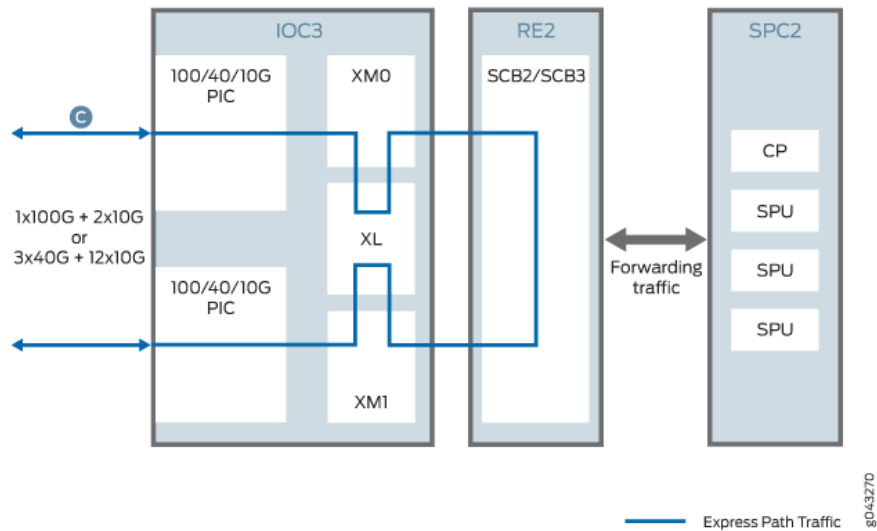 IOC3
RE2
SPC2
100/40/10G
PIC
XM0
SCB2/SCB3
C
CP
1x100G + 2x10G
or
3x40G + 12x10G
SPU
XL
Forwarding
traffic
SPU
100/40/10G
PIC
SPU
XM1
Express Path Traffic
g043270